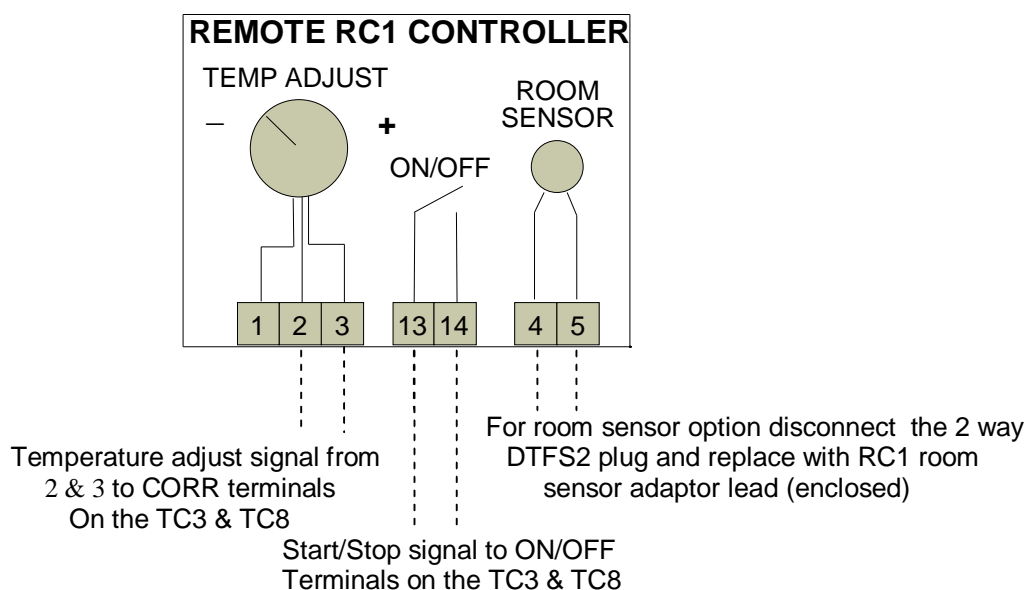 REMOTE RC1 CONTROLLER
TEMP ADJUST
– +
ROOM
SENSOR
ON/OFF
1 2 3 13 14 4 5
For room sensor option disconnect the 2 way
DTFS2 plug and replace with RC1 room
sensor adaptor lead (enclosed)
Temperature adjust signal from
2 & 3 to CORR terminals
On the TC3 & TC8
Start/Stop signal to ON/OFF
Terminals on the TC3 & TC8